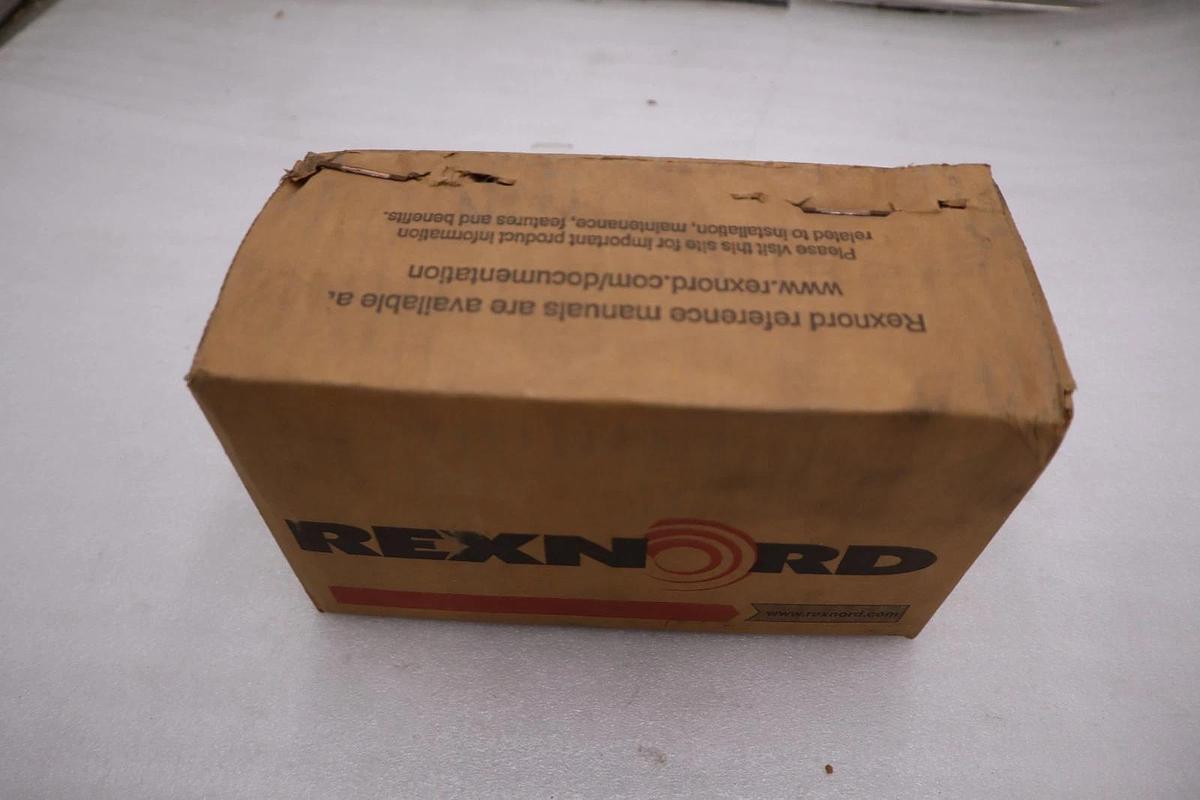 Rexnord reference manuals are available a,
www.rexnord.com/documentation
Please visit this site for important product information
related to installation, maintenance, features and benefits.
REXNORD
www.rexnord.com